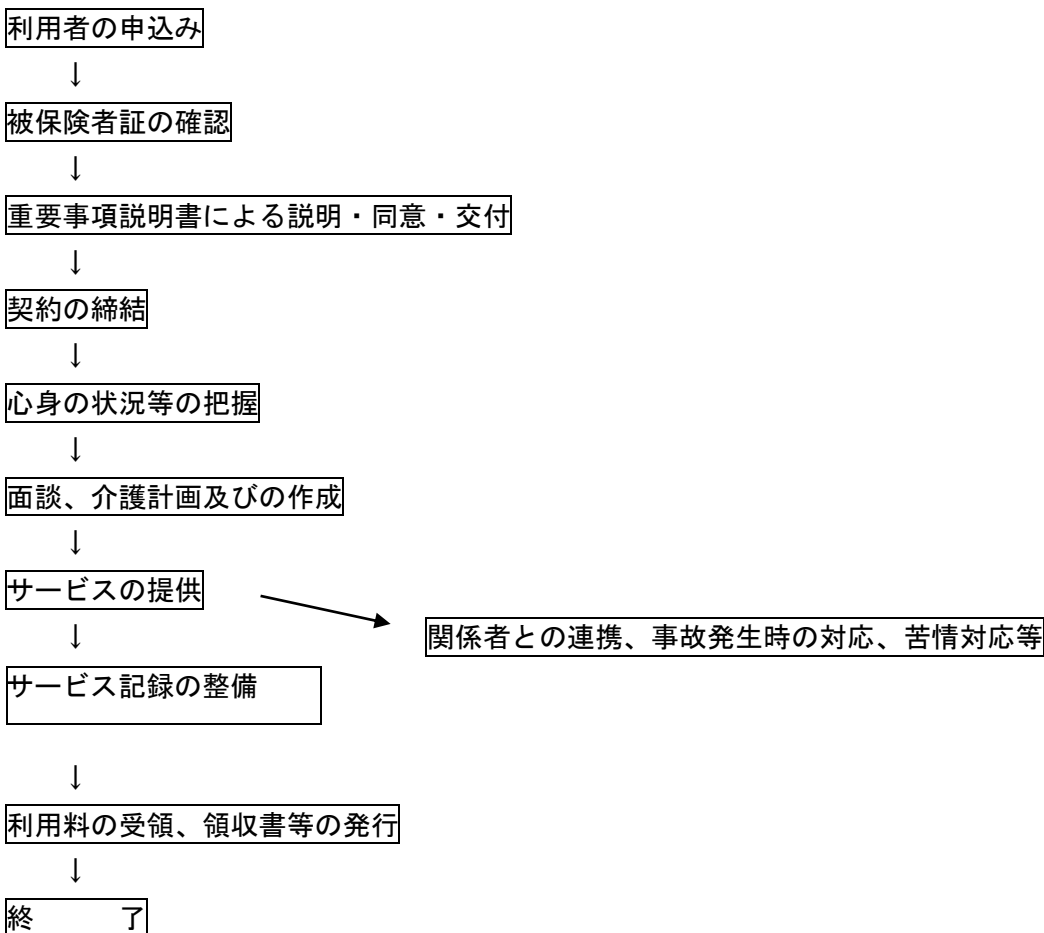 利用者の申込み
↓
被保険者証の確認
↓
重要事項説明書による説明・同意・交付
↓
契約の締結
↓
心身の状況等の把握
↓
面談、介護計画及びの作成
↓
サービスの提供
↓
関係者との連携、事故発生時の対応、苦情対応等
サービス記録の整備
↓
利用料の受領、領収書等の発行
↓
終　　　了